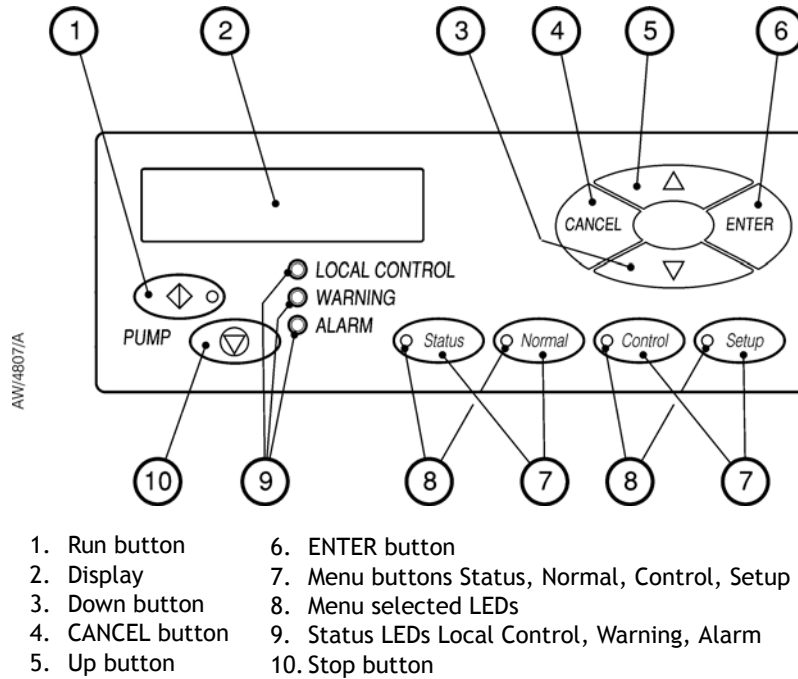 1 2 3 4 5 6
CANCEL ENTER
LOCAL CONTROL
WARNING
ALARM
PUMP
Status Normal Control Setup
AW/4807/A
10 9 8 7 8 7
1. Run button
2. Display
3. Down button
4. CANCEL button
5. Up button
6. ENTER button
7. Menu buttons Status, Normal, Control, Setup
8. Menu selected LEDs
9. Status LEDs Local Control, Warning, Alarm
10. Stop button